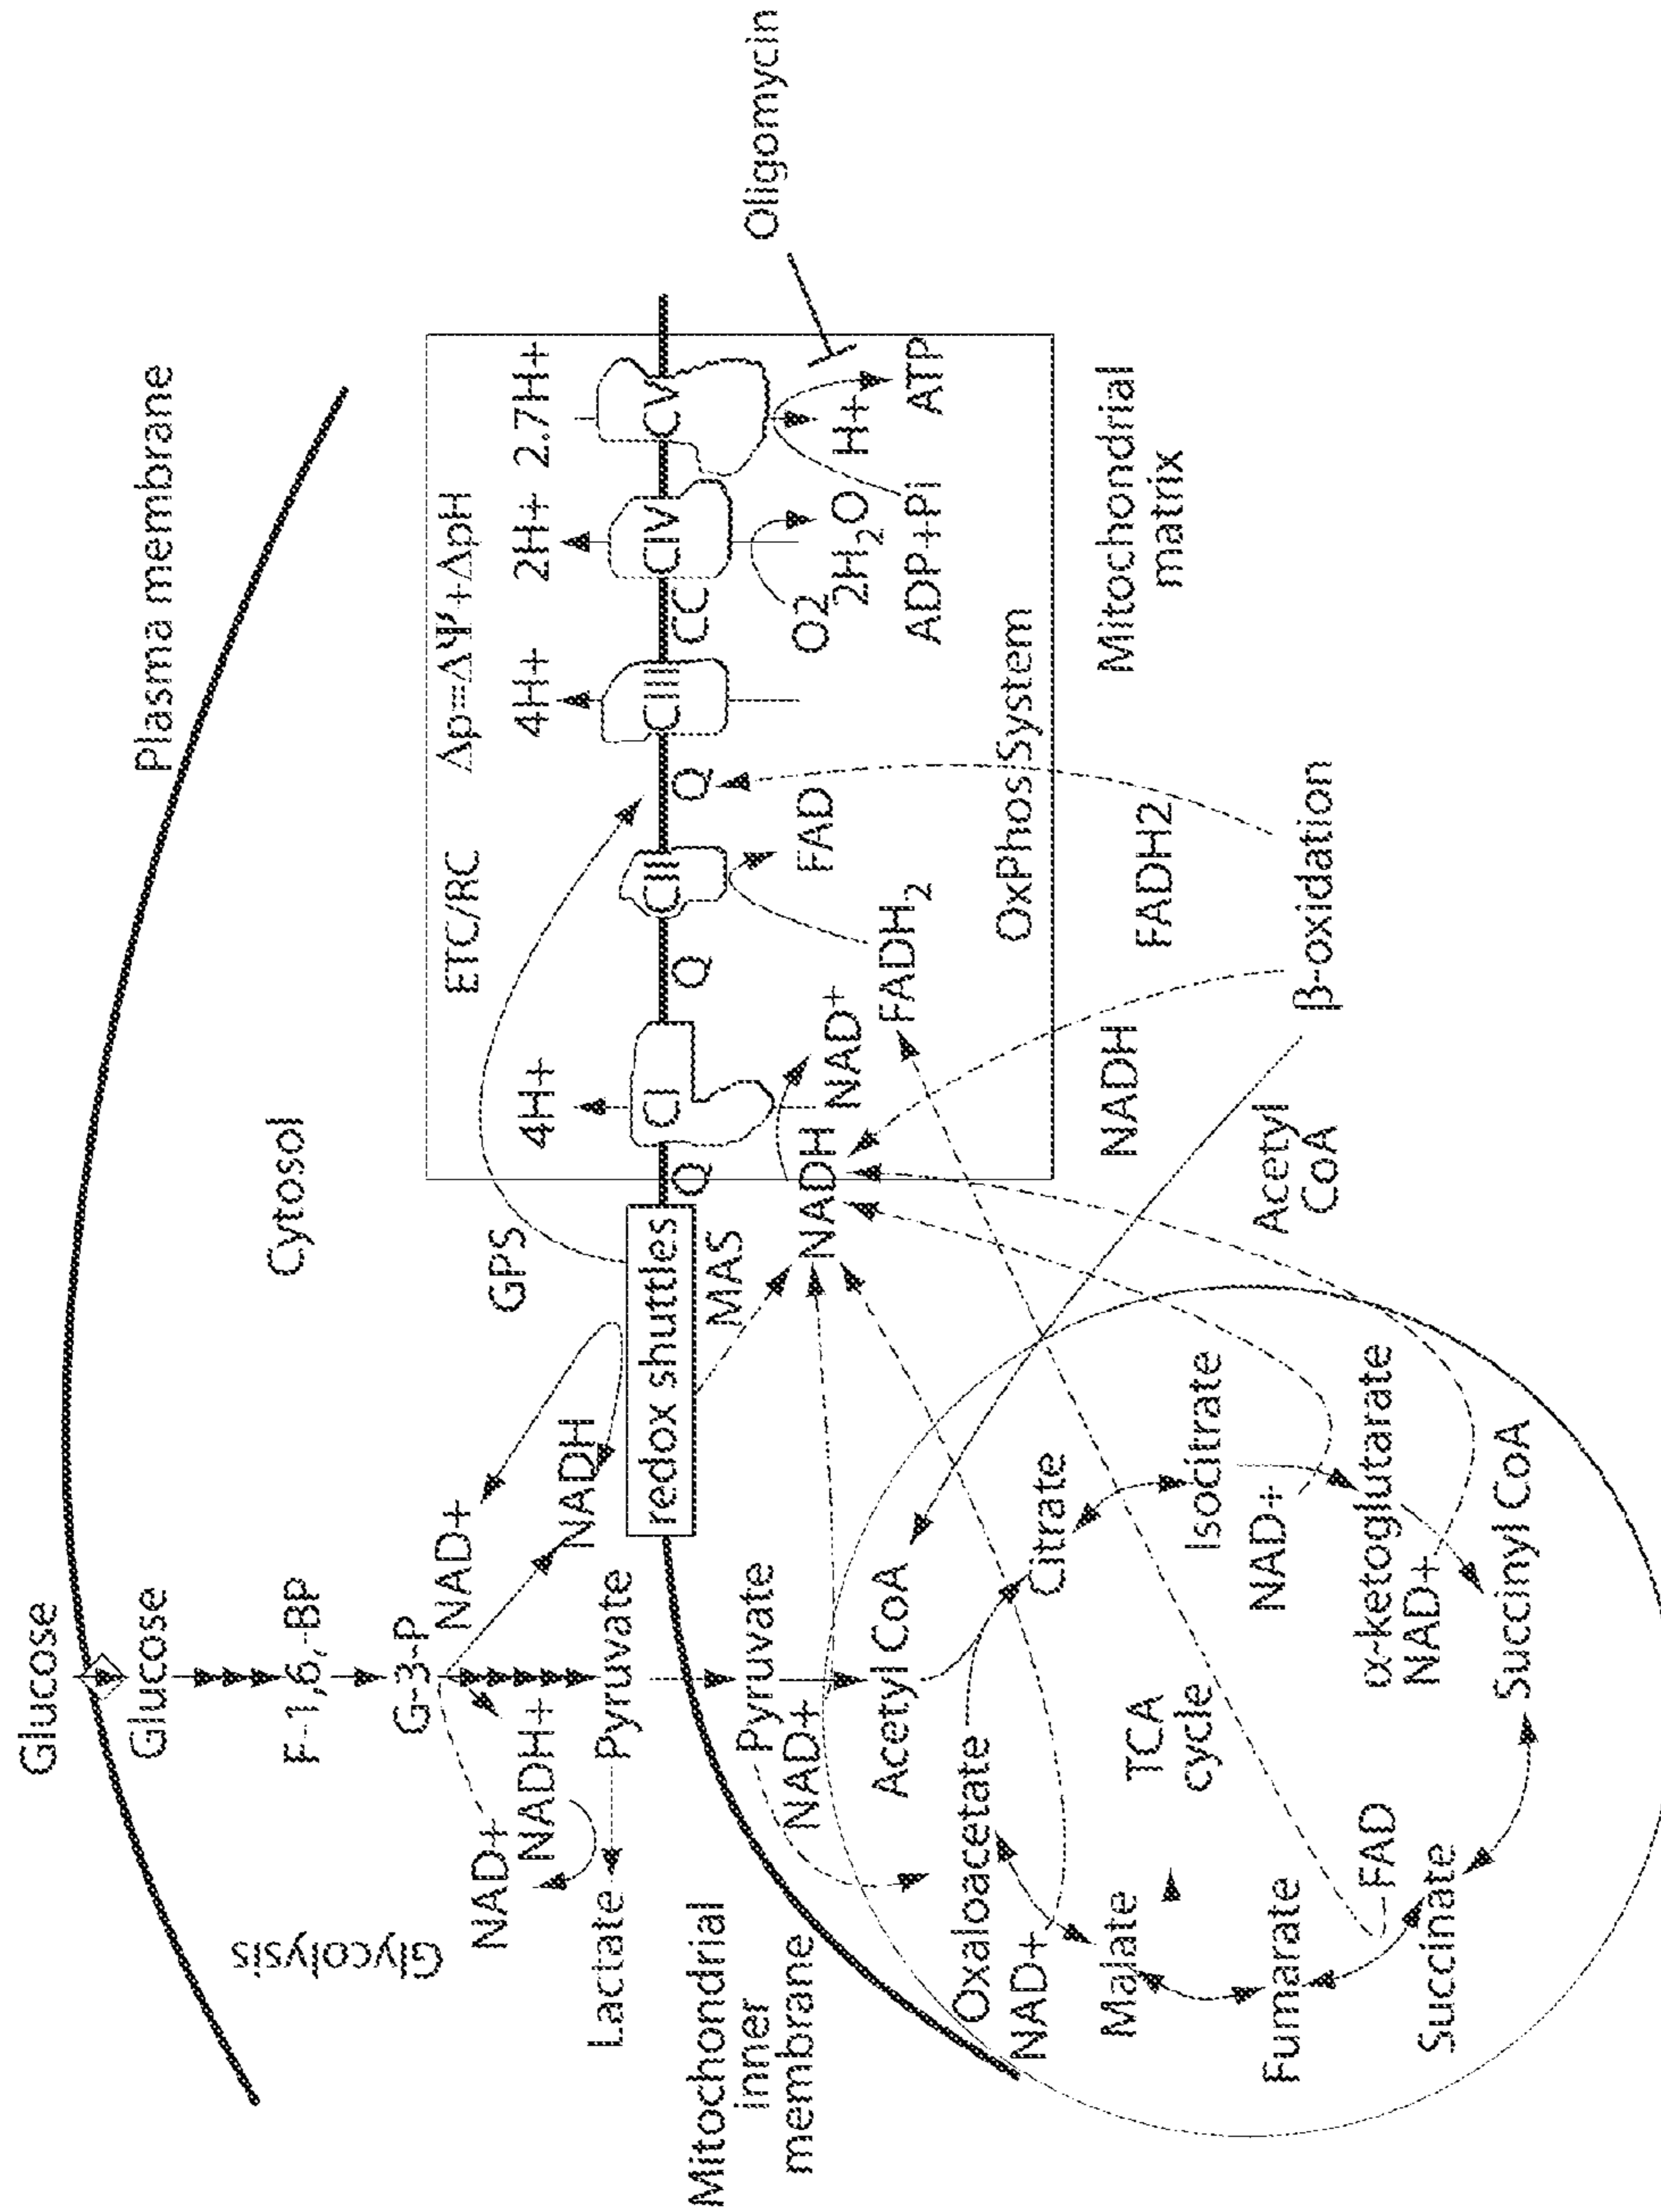 Glucose
Plasma membrane
Glucose
Cytosol
F-1,6,-BP
Glycolysis
G-3-P
NAD+
NAD+
NADH+
NADH
Pyruvate
Lactate
GPS
redox shuttles
MAS
ETC/RC
Δp=ΔΨ+ΔpH
4H+
4H+
2H+
2.7H+
Q
CI
Q
CII
Q
CIII
CC
CIV
CV
Oligomycin
NADH
NAD+
FADH2
FAD
O2
2H2O
H+
ADP+Pi
ATP
OxPhos System
Mitochondrial
matrix
Mitochondrial
inner
membrane
Pyruvate
NAD+
Acetyl CoA
Oxaloacetate
NAD+
Citrate
Malate
TCA
cycle
Isocitrate
NAD+
Fumarate
FAD
α-ketoglutarate
NAD+
Succinate
Succinyl CoA
NADH
FADH2
Acetyl
CoA
β-oxidation